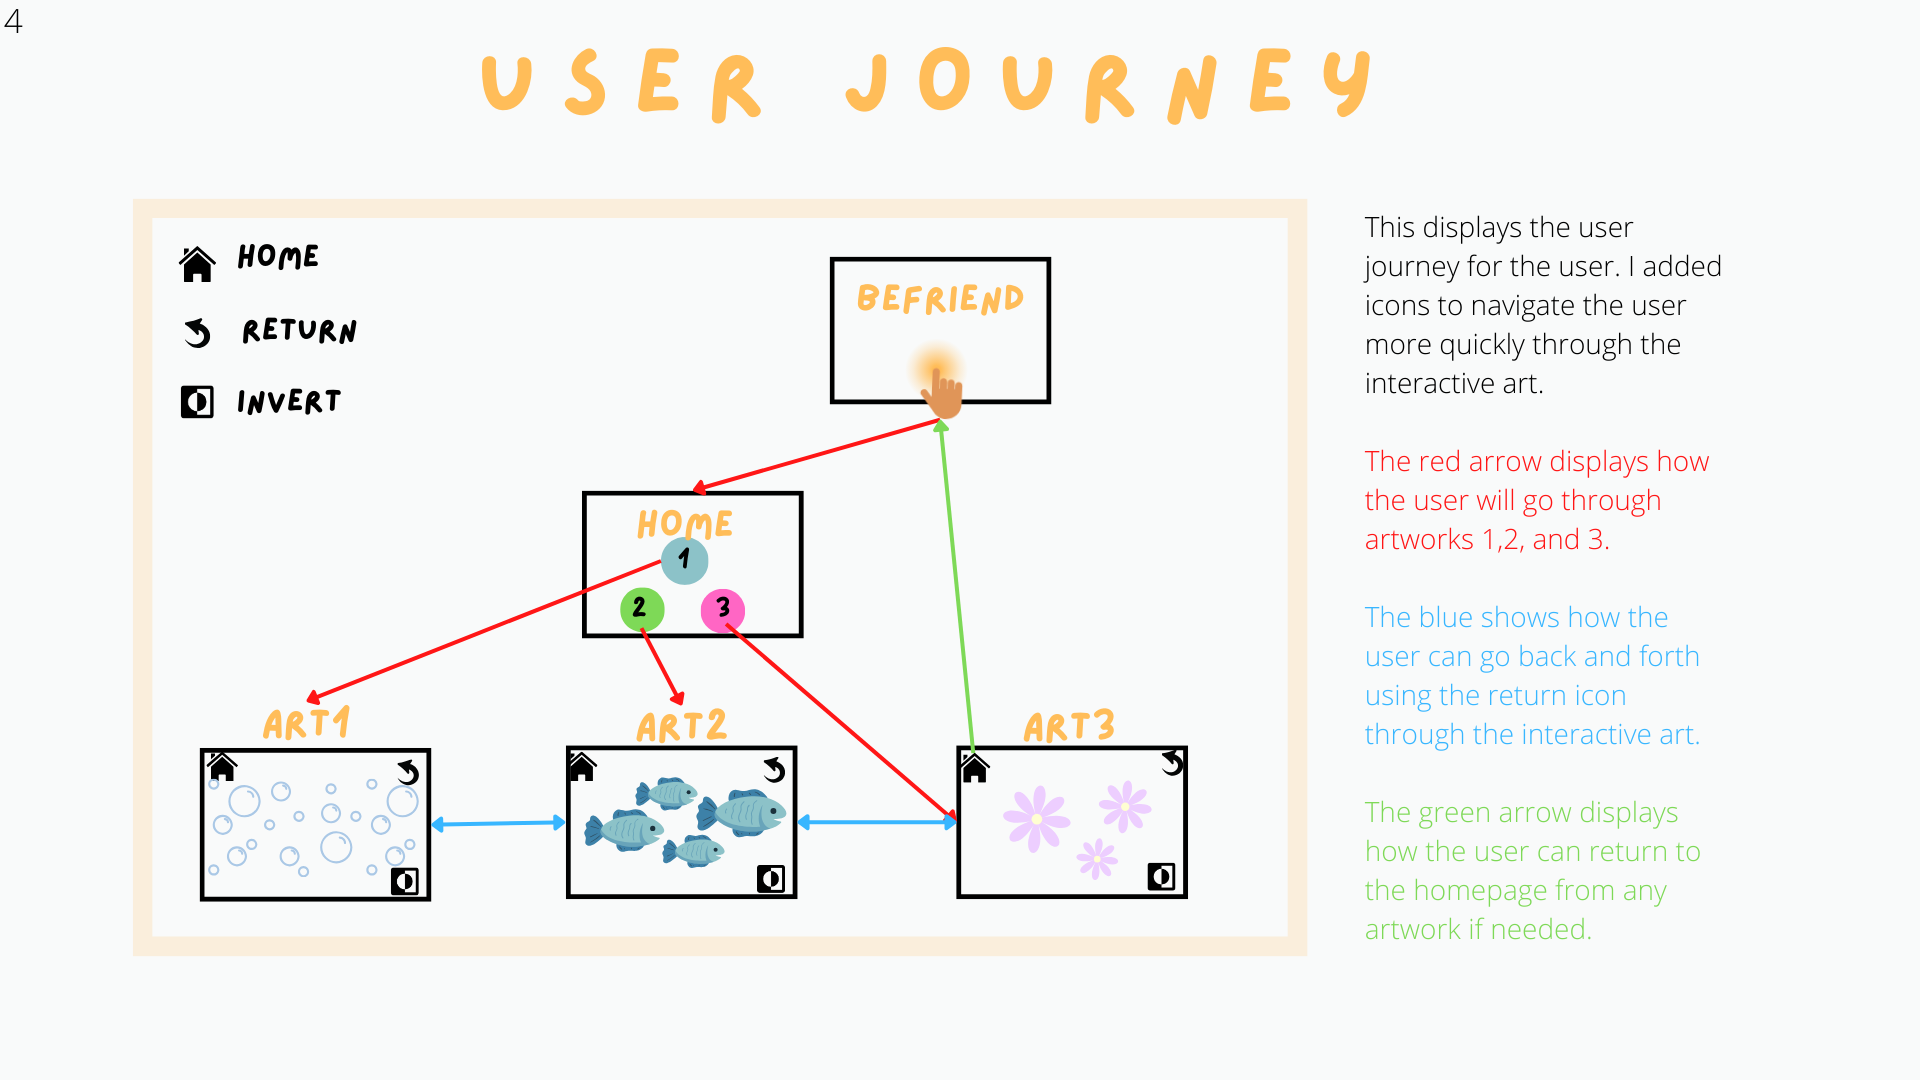 4
USER JOURNEY
HOME
RETURN
INVERT
BEFRIEND
HOME
1
2
3
ART1
ART2
ART3
This displays the user
journey for the user. I added
icons to navigate the user
more quickly through the
interactive art.
The red arrow displays how
the user will go through
artworks 1,2, and 3.
The blue shows how the
user can go back and forth
using the return icon
through the interactive art.
The green arrow displays
how the user can return to
the homepage from any
artwork if needed.